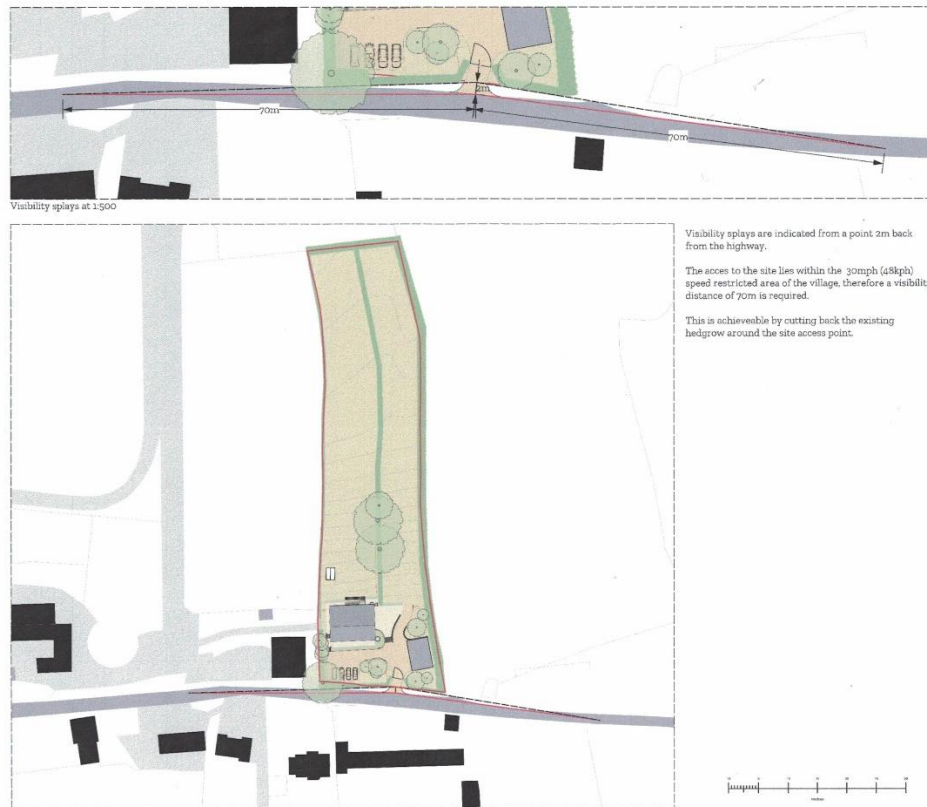 2m
70m
70m
Visibility splays at 1:500
Visibility splays are indicated from a point 2m back
from the highway.
The acces to the site lies within the 30mph (48kph)
speed restricted area of the village, therefore a visibilit
distance of 70m is required.
This is achieveable by cutting back the existing
hedgrow around the site access point.